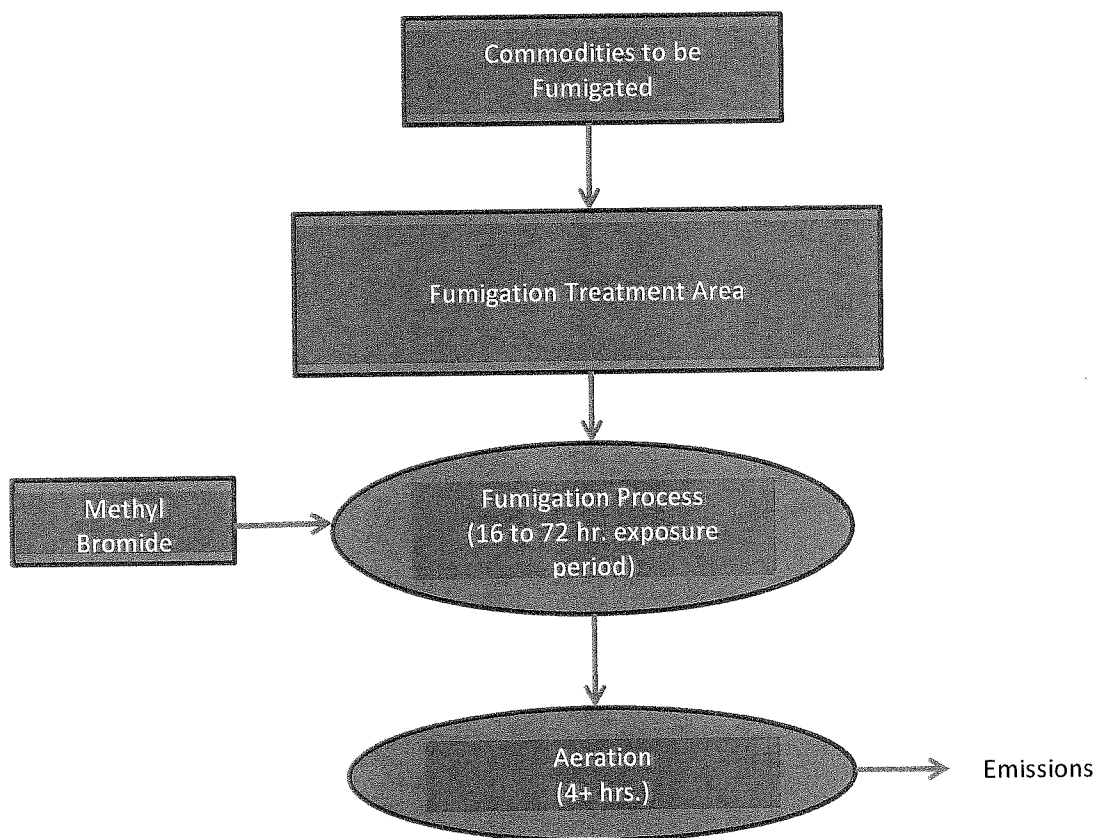 Commodities to be
Fumigated
Fumigation Treatment Area
Methyl
Bromide
Fumigation Process
(16 to 72 hr. exposure
period)
Aeration
(4+ hrs.)
Emissions